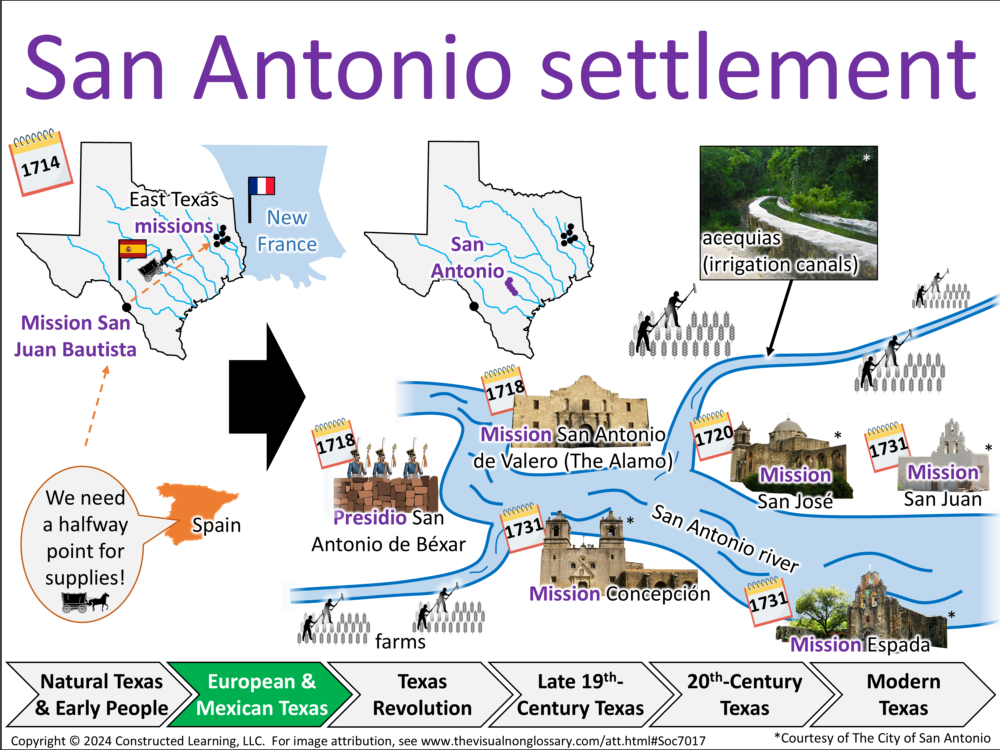 San Antonio settlement
1714
East Texas
missions
New
France
Mission San
Juan Bautista
We need
a halfway
point for
supplies!
Spain
San
Antonio
acequias
(irrigation canals)
*
1718
Mission San Antonio
de Valero (The Alamo)
1718
Presidio San
Antonio de Béxar
1720
*
Mission
San José
1731
*
Mission
San Juan
1731
*
Mission Concepción
San Antonio river
1731
*
Mission Espada
farms
Natural Texas
& Early People
European &
Mexican Texas
Texas
Revolution
Late 19th-
Century Texas
20th-Century
Texas
Modern
Texas
Copyright © 2024 Constructed Learning, LLC. For image attribution, see www.thevisualnonglossary.com/att.html#Soc7017
*Courtesy of The City of San Antonio